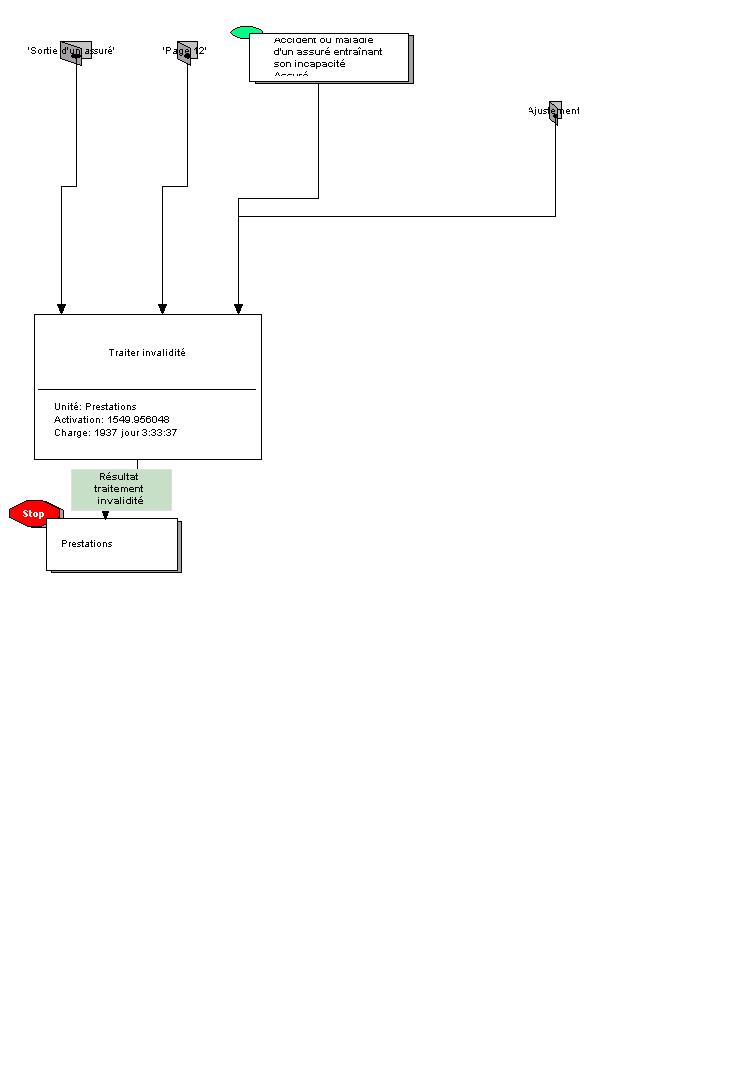 'Sortie d'un assuré'
'Page 12'
Accident ou maladie
d'un assuré entraînant
son incapacité
Assuré
Ajustement
Traiter invalidité
Unité: Prestations
Activation: 1549.956048
Charge: 1937 jour 3:33:37
Résultat
traitement
invalidité
Stop
Prestations